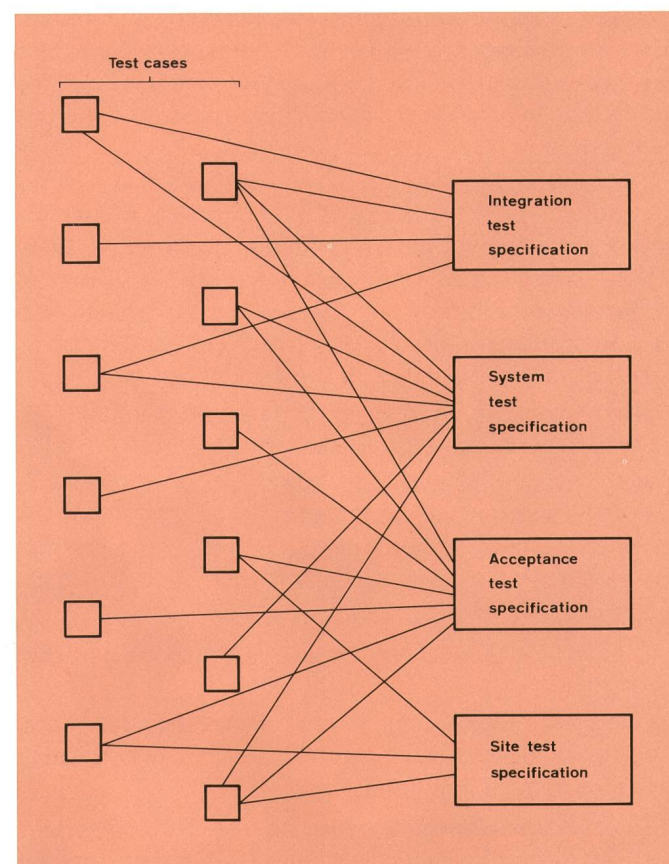 Test cases
Integration
test
specification
System
test
specification
Acceptance
test
specification
Site test
specification